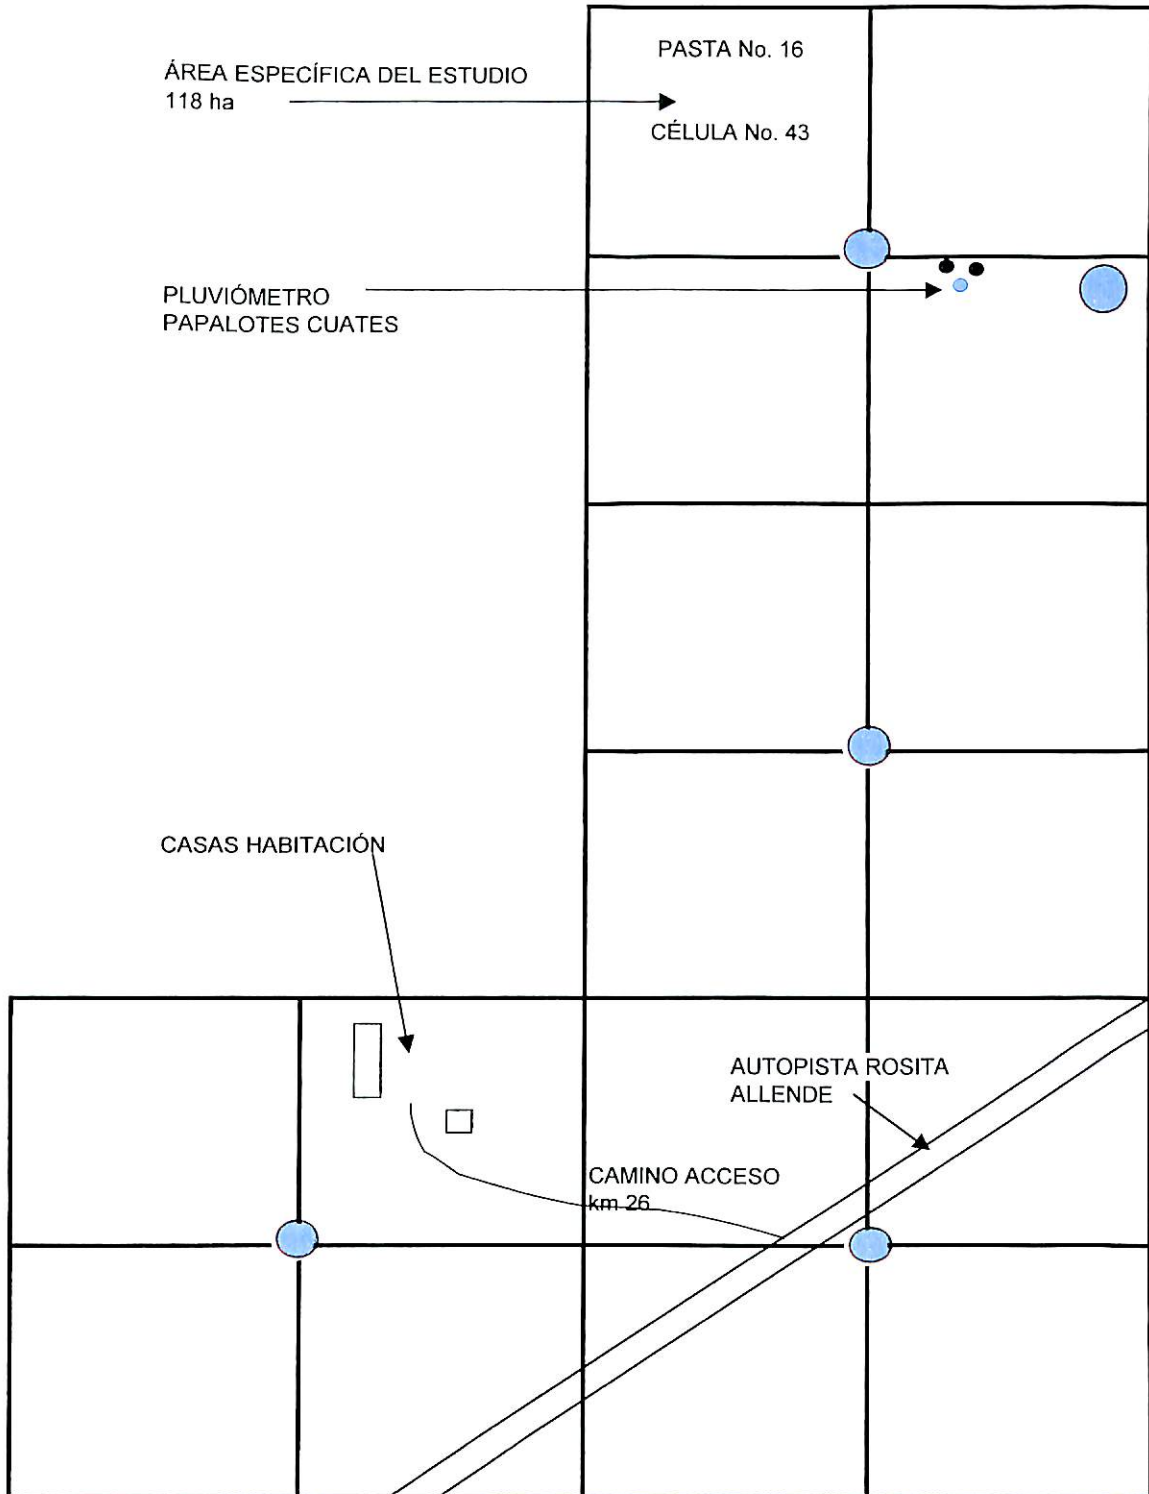 PASTA No. 16
ÁREA ESPECÍFICA DEL ESTUDIO
118 ha
CÉLULA No. 43
PLUVIÓMETRO
PAPALOTES CUATES
CASAS HABITACIÓN
AUTOPISTA ROSITA
ALLENDE
CAMINO ACCESO
km 26